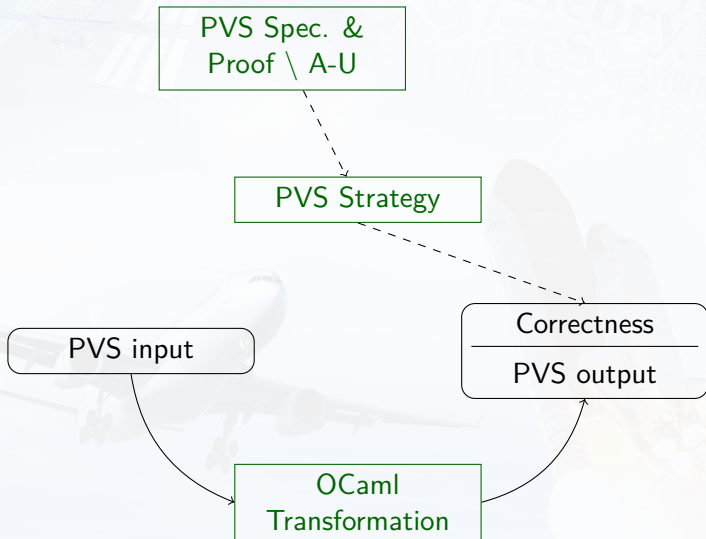 PVS Spec. &
Proof \ A-U
PVS Strategy
PVS input
Correctness
PVS output
OCaml
Transformation